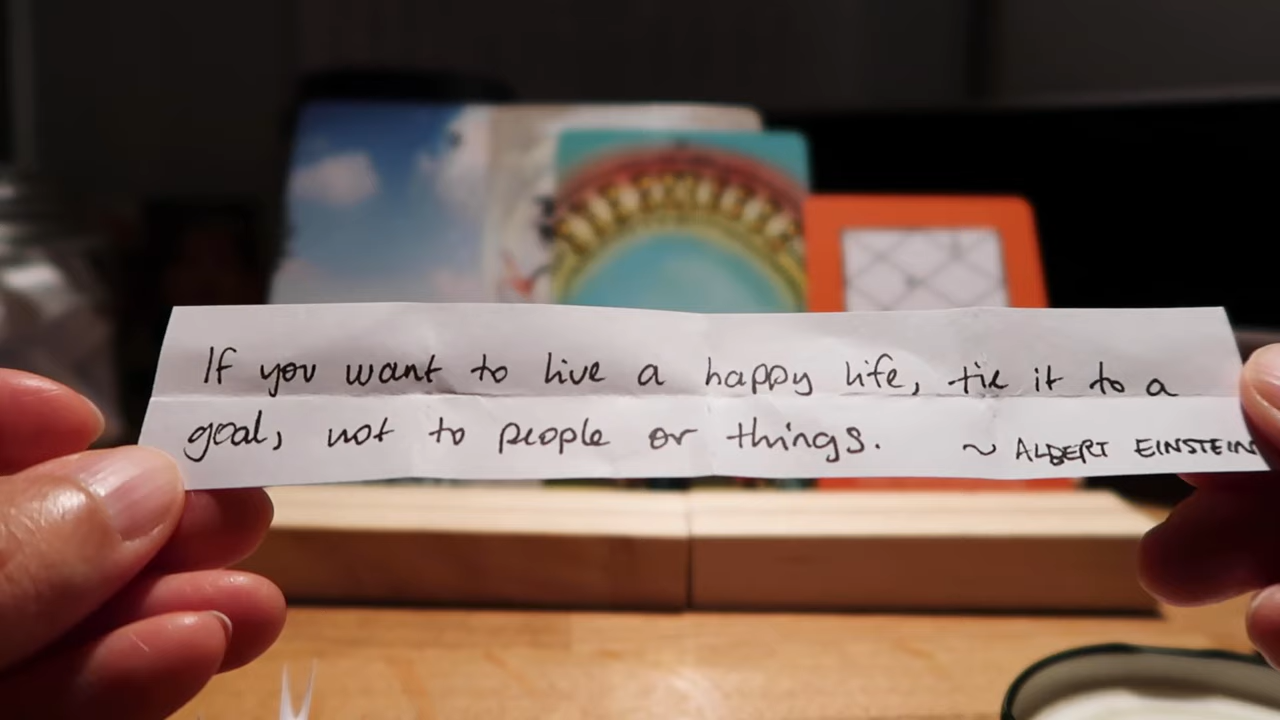 If you want to live a happy life, tie it to a
goal, not to people or things. ~ ALBERT EINSTEIN